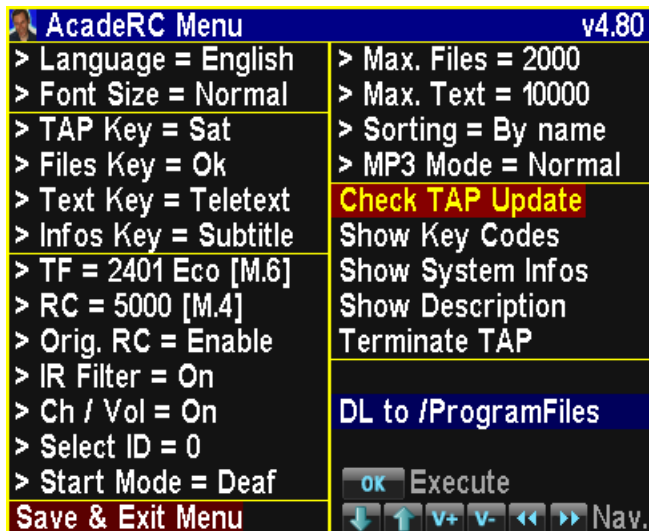 AcadeRC Menu v4.80
> Language = English
> Font Size = Normal
> TAP Key = Sat
> Files Key = Ok
> Text Key = Teletext
> Infos Key = Subtitle
> TF = 2401 Eco [M.6]
> RC = 5000 [M.4]
> Orig. RC = Enable
> IR Filter = On
> Ch / Vol = On
> Select ID = 0
> Start Mode = Deaf
Save & Exit Menu
> Max. Files = 2000
> Max. Text = 10000
> Sorting = By name
> MP3 Mode = Normal
Check TAP Update
Show Key Codes
Show System Infos
Show Description
Terminate TAP
DL to /ProgramFiles
OK Execute
V+ V- Nav.